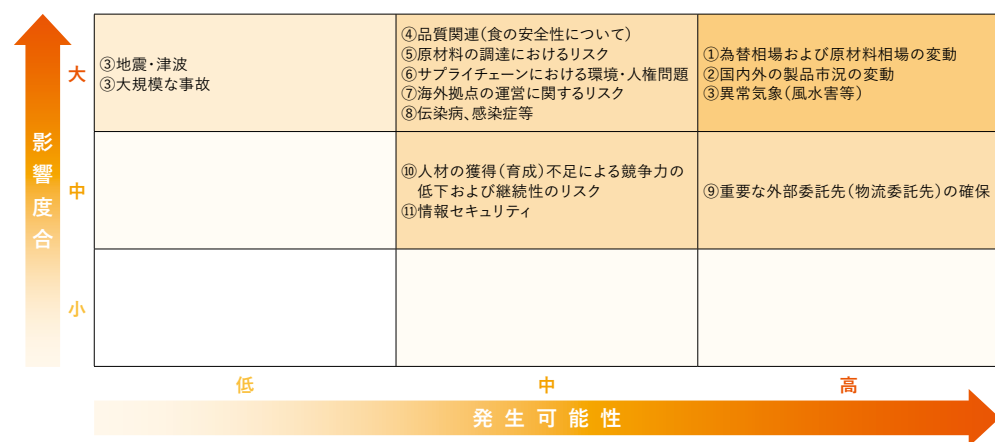 影響度合
大
③地震・津波
③大規模な事故
④品質関連(食の安全性について)
⑤原材料の調達におけるリスク
⑥サプライチェーンにおける環境・人権問題
⑦海外拠点の運営に関するリスク
⑧伝染病、感染症等
①為替相場および原材料相場の変動
②国内外の製品市況の変動
③異常気象(風水害等)
中
⑩人材の獲得(育成)不足による競争力の
低下および継続性のリスク
⑪情報セキュリティ
⑨重要な外部委託先(物流委託先)の確保
小
低
中
高
発生可能性